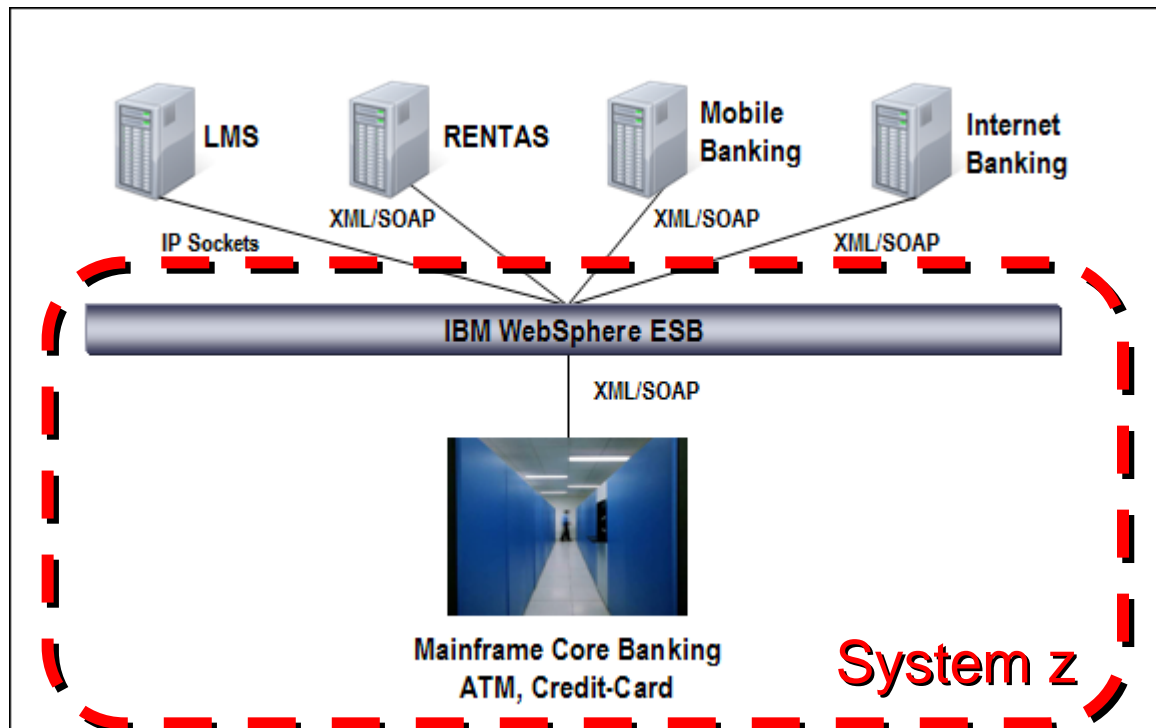 LMS
RENTAS
Mobile
Banking
Internet
Banking
IP Sockets
XML/SOAP
XML/SOAP
XML/SOAP
IBM WebSphere ESB
XML/SOAP
Mainframe Core Banking
ATM, Credit-Card
System z